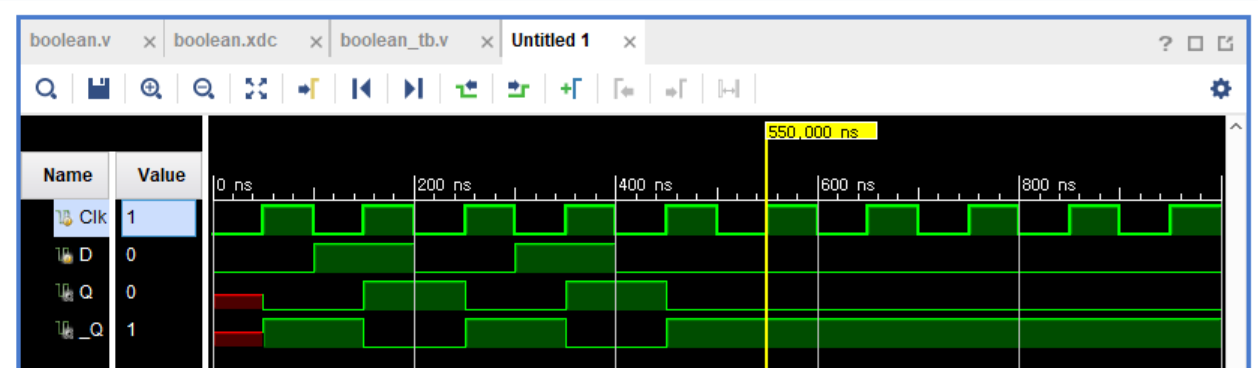 boolean.v × boolean.xdc × boolean_tb.v × Untitled 1 ×
?
550,000 ns
Name Value
0 ns 200 ns 400 ns 600 ns 800 ns
Clk 1
D 0
Q 0
_Q 1